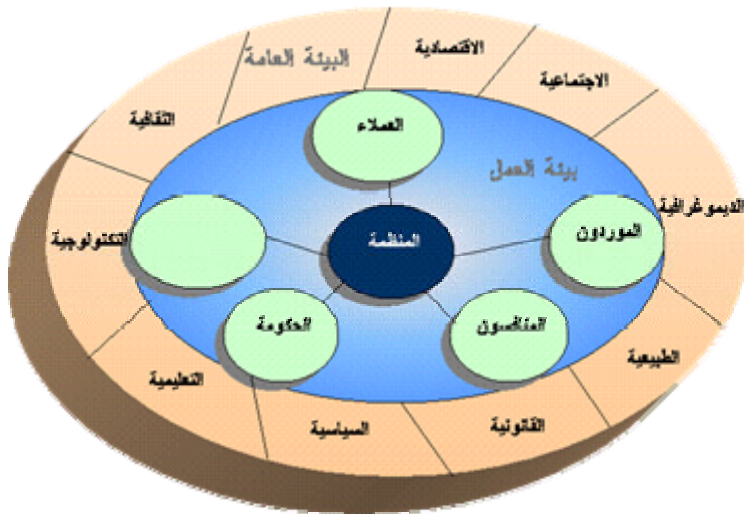 البيئة العامة
الاقتصادية
الاجتماعية
الديموغرافية
الطبيعية
القانونية
السياسية
التعليمية
التكنولوجية
الثقافية
بيئة العمل
العملاء
الموردون
المنافسون
الحكومة
المنظمة